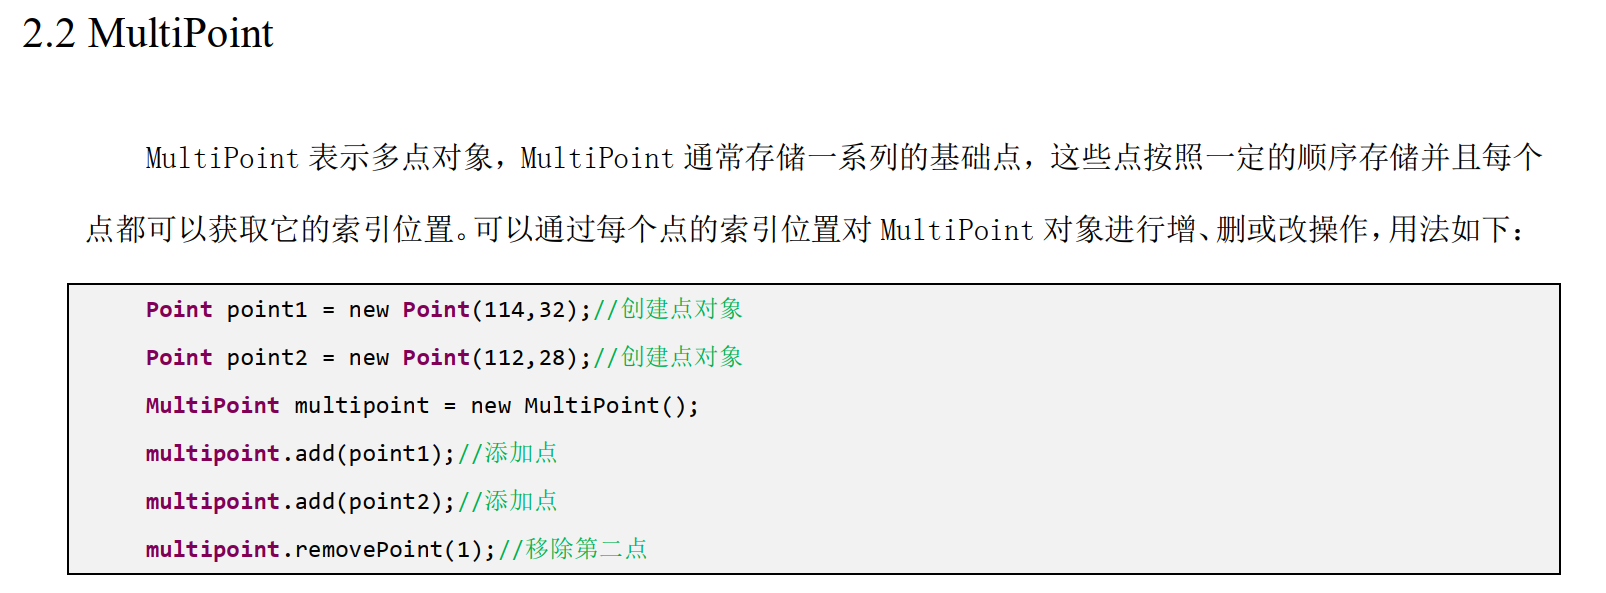 2.2 MultiPoint
MultiPoint 表示多点对象，MultiPoint 通常存储一系列的基础点，这些点按照一定的顺序存储并且每个
点都可以获取它的索引位置。可以通过每个点的索引位置对 MultiPoint 对象进行增、删或改操作，用法如下：
Point point1 = new Point(114,32);//创建点对象
Point point2 = new Point(112,28);//创建点对象
MultiPoint multipoint = new MultiPoint();
multipoint.add(point1);//添加点
multipoint.add(point2);//添加点
multipoint.removePoint(1);//移除第二点